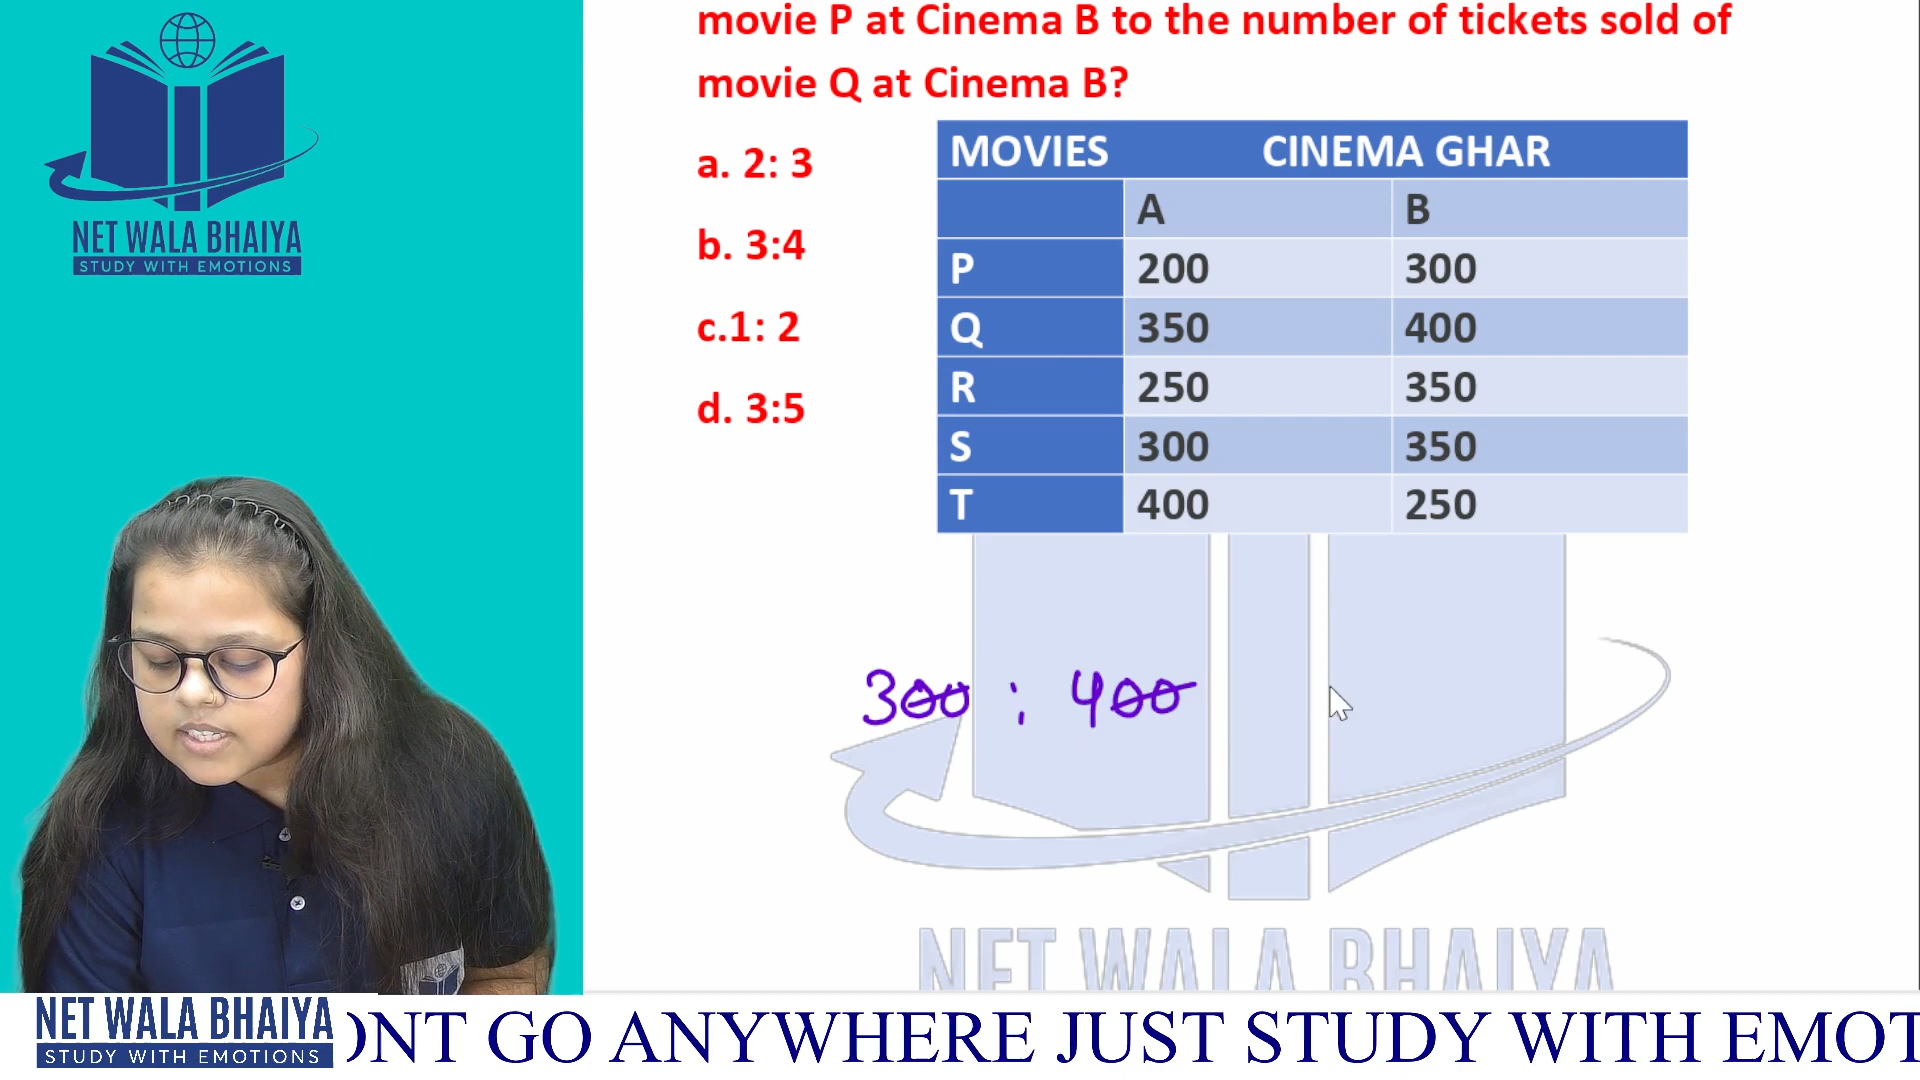 movie P at Cinema B to the number of tickets sold of
movie Q at Cinema B?
a. 2: 3
b. 3:4
c.1: 2
d. 3:5
MOVIES CINEMA GHAR
A B
P 200 300
Q 350 400
R 250 350
S 300 350
T 400 250
300 : 400
NET WALA BHAIYA
NET WALA BHAIYA
STUDY WITH EMOTIONS
NET WALA BHAIYA
STUDY WITH EMOTIONS
ONT GO ANYWHERE JUST STUDY WITH EMOT